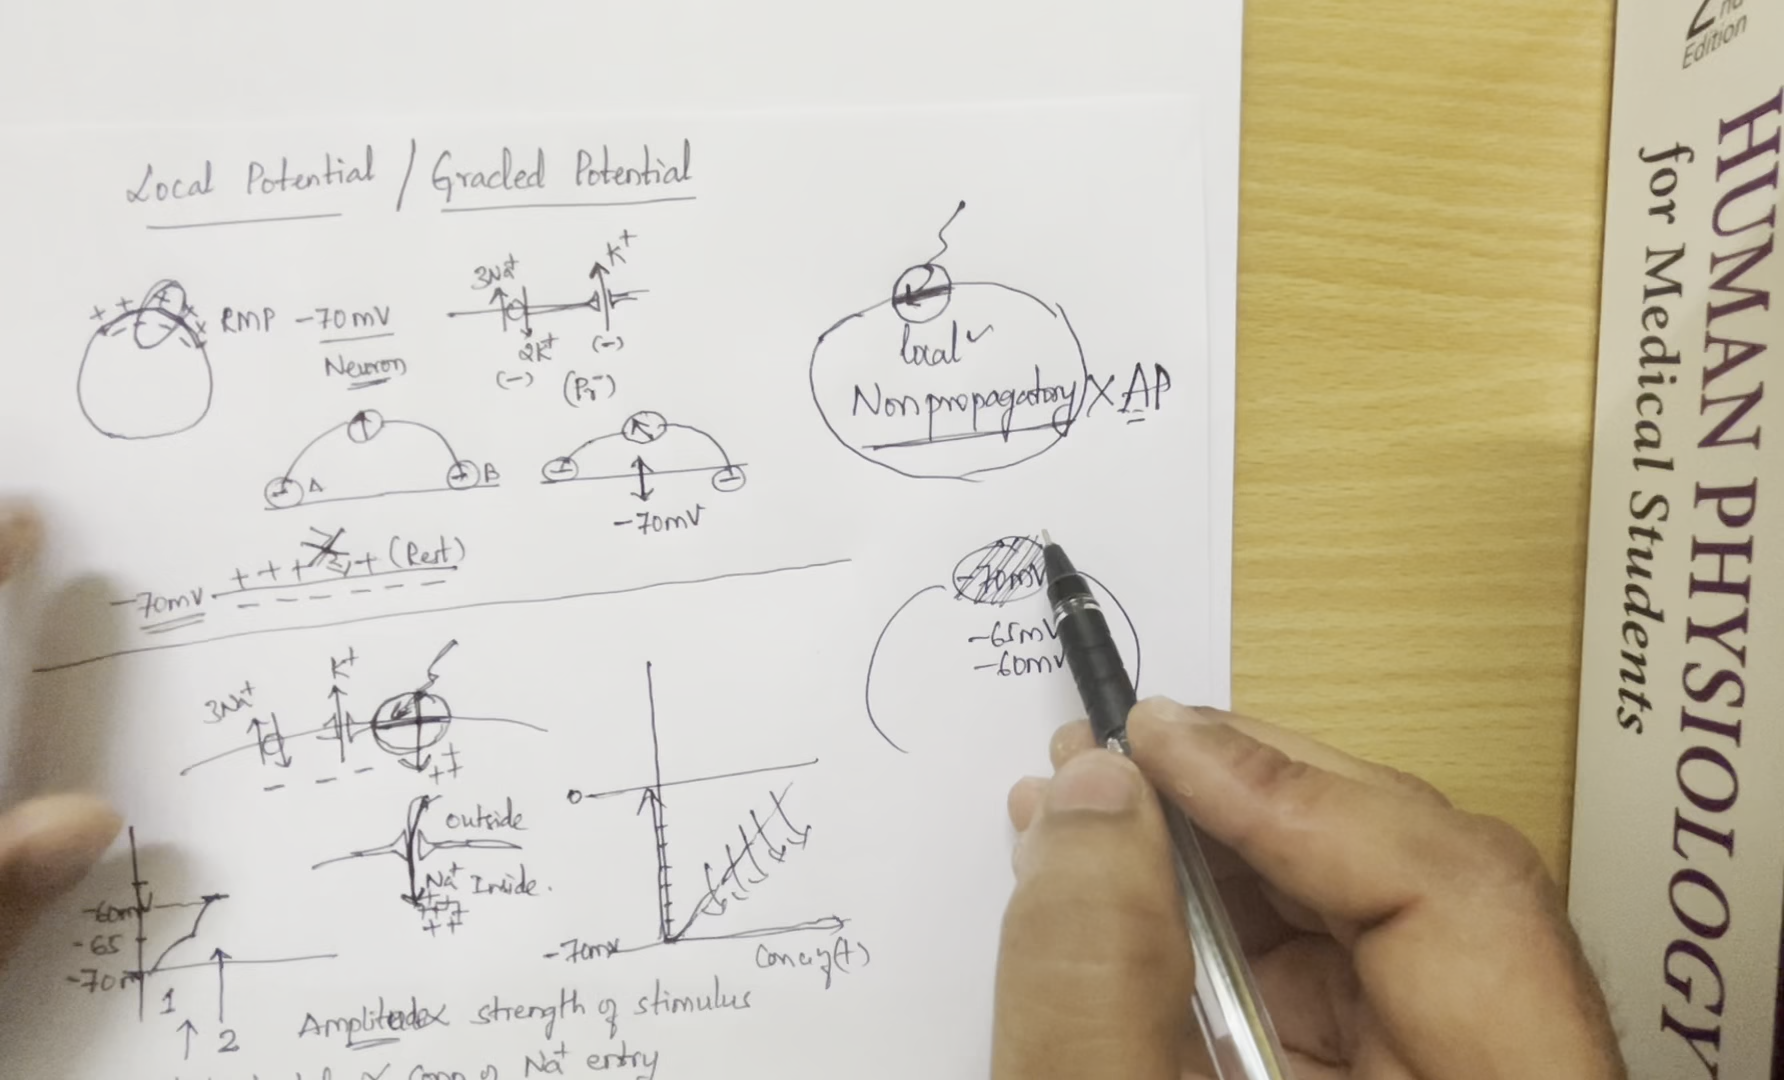 Local Potential / Graded Potential
+ + + +
RMP -70mV
Neuron
3Na+ K+
2K+ (-)
(-) (Pr-)
A B
-70mV
-70mV + + + + (Rest)
- - - - - -
local ✓
Nonpropagatory X AP
-70mV
-65mV
-60mV
3Na+ K+
- - - -
++
outside
Na+ Inside.
+++
++
-60mV
-65
-70m
1
2
0
-70mV
Amplitude ∝ strength of stimulus
∝ Conc of Na+ entry
2nd
Edition
HUMAN PHYSIOLOGY
for Medical Students